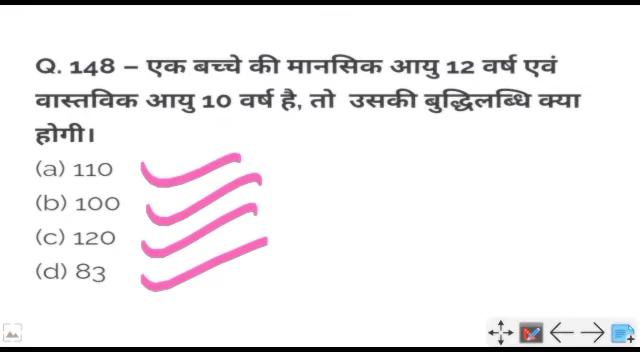 Q. 148 – एक बच्चे की मानसिक आयु 12 वर्ष एवं
वास्तविक आयु 10 वर्ष है, तो उसकी बुद्धिलब्धि क्या
होगी।
(a) 110
(b) 100
(c) 120
(d) 83